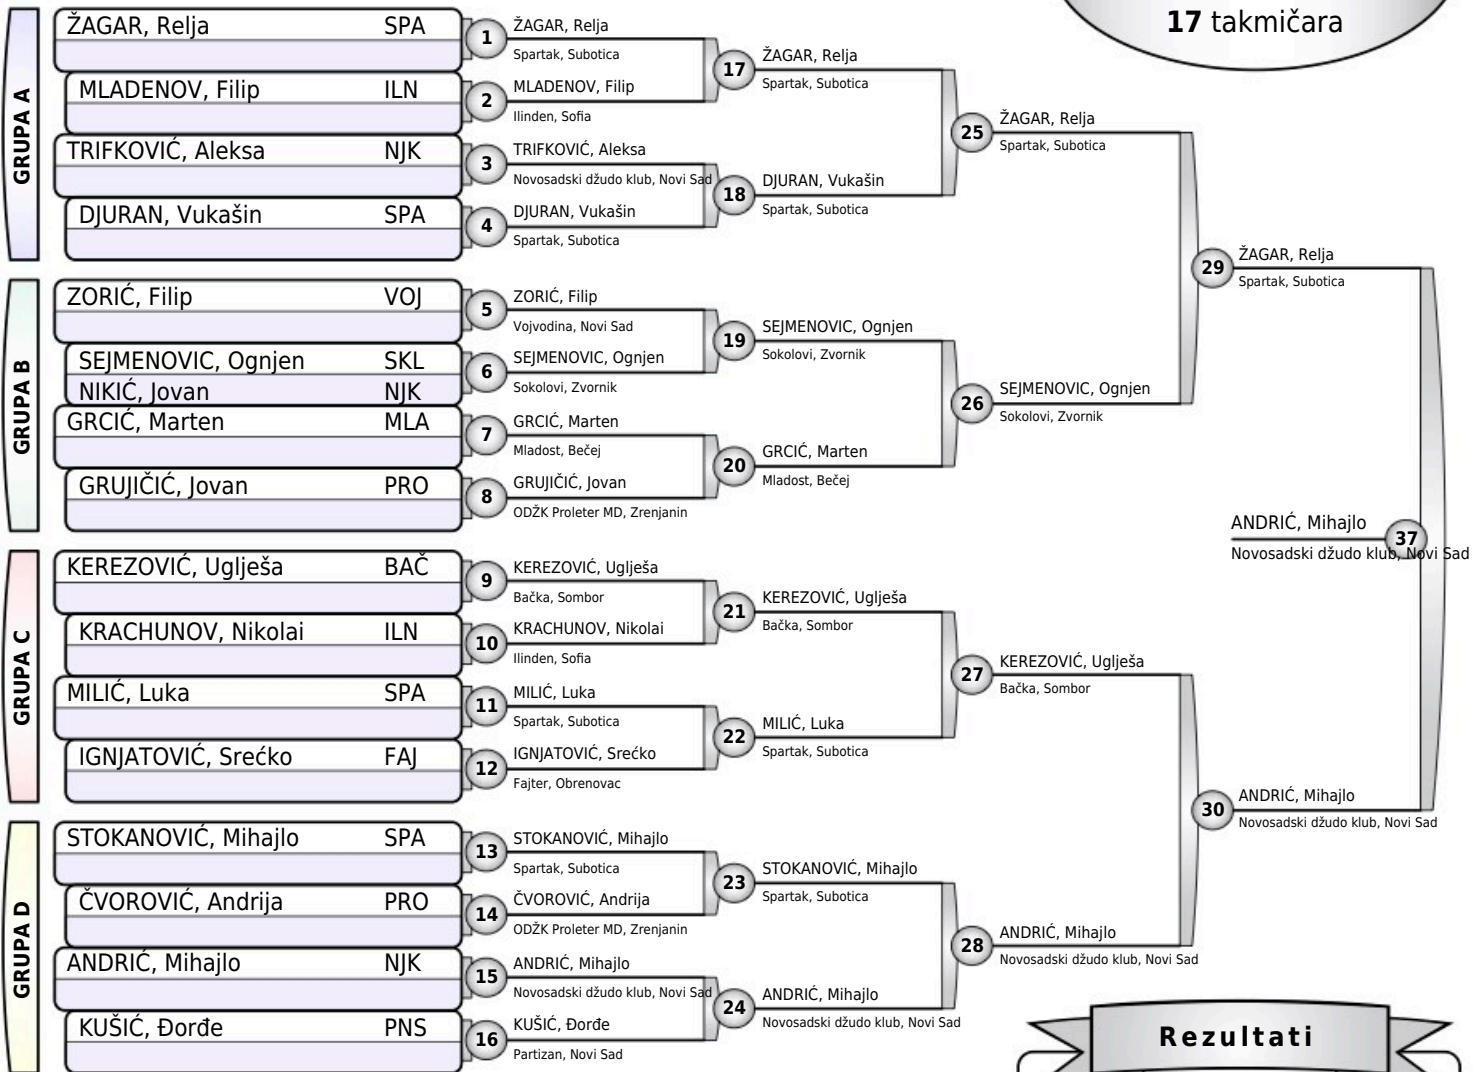 17 takmičara
GRUPA A
ŽAGAR, Relja SPA
MLADENOV, Filip ILN
TRIFKOVIĆ, Aleksa NJK
DJURAN, Vukašin SPA
1 ŽAGAR, Relja
Spartak, Subotica
2 MLADENOV, Filip
Ilinden, Sofia
3 TRIFKOVIĆ, Aleksa
Novosadski džudo klub, Novi Sad
4 DJURAN, Vukašin
Spartak, Subotica
17 ŽAGAR, Relja
Spartak, Subotica
18 DJURAN, Vukašin
Spartak, Subotica
25 ŽAGAR, Relja
Spartak, Subotica
GRUPA B
ZORIĆ, Filip VOJ
SEJMENOVIC, Ognjen SKL
NIKIĆ, Jovan NJK
GRCIĆ, Marten MLA
GRUJIČIĆ, Jovan PRO
5 ZORIĆ, Filip
Vojvodina, Novi Sad
6 SEJMENOVIC, Ognjen
Sokolovi, Zvornik
7 GRCIĆ, Marten
Mladost, Bečej
8 GRUJIČIĆ, Jovan
ODŽK Proleter MD, Zrenjanin
19 SEJMENOVIC, Ognjen
Sokolovi, Zvornik
20 GRCIĆ, Marten
Mladost, Bečej
26 SEJMENOVIC, Ognjen
Sokolovi, Zvornik
29 ŽAGAR, Relja
Spartak, Subotica
GRUPA C
KEREZOVIĆ, Uglješa BAČ
KRACHUNOV, Nikolai ILN
MILIĆ, Luka SPA
IGNJATOVIĆ, Srećko FAJ
9 KEREZOVIĆ, Uglješa
Bačka, Sombor
10 KRACHUNOV, Nikolai
Ilinden, Sofia
11 MILIĆ, Luka
Spartak, Subotica
12 IGNJATOVIĆ, Srećko
Fajter, Obrenovac
21 KEREZOVIĆ, Uglješa
Bačka, Sombor
22 MILIĆ, Luka
Spartak, Subotica
27 KEREZOVIĆ, Uglješa
Bačka, Sombor
GRUPA D
STOKANOVIĆ, Mihajlo SPA
ČVOROVIĆ, Andrija PRO
ANDRIĆ, Mihajlo NJK
KUŠIĆ, Đorđe PNS
13 STOKANOVIĆ, Mihajlo
Spartak, Subotica
14 ČVOROVIĆ, Andrija
ODŽK Proleter MD, Zrenjanin
15 ANDRIĆ, Mihajlo
Novosadski džudo klub, Novi Sad
16 KUŠIĆ, Đorđe
Partizan, Novi Sad
23 STOKANOVIĆ, Mihajlo
Spartak, Subotica
24 ANDRIĆ, Mihajlo
Novosadski džudo klub, Novi Sad
28 ANDRIĆ, Mihajlo
Novosadski džudo klub, Novi Sad
30 ANDRIĆ, Mihajlo
Novosadski džudo klub, Novi Sad
ANDRIĆ, Mihajlo 37
Novosadski džudo klub, Novi Sad
Rezultati